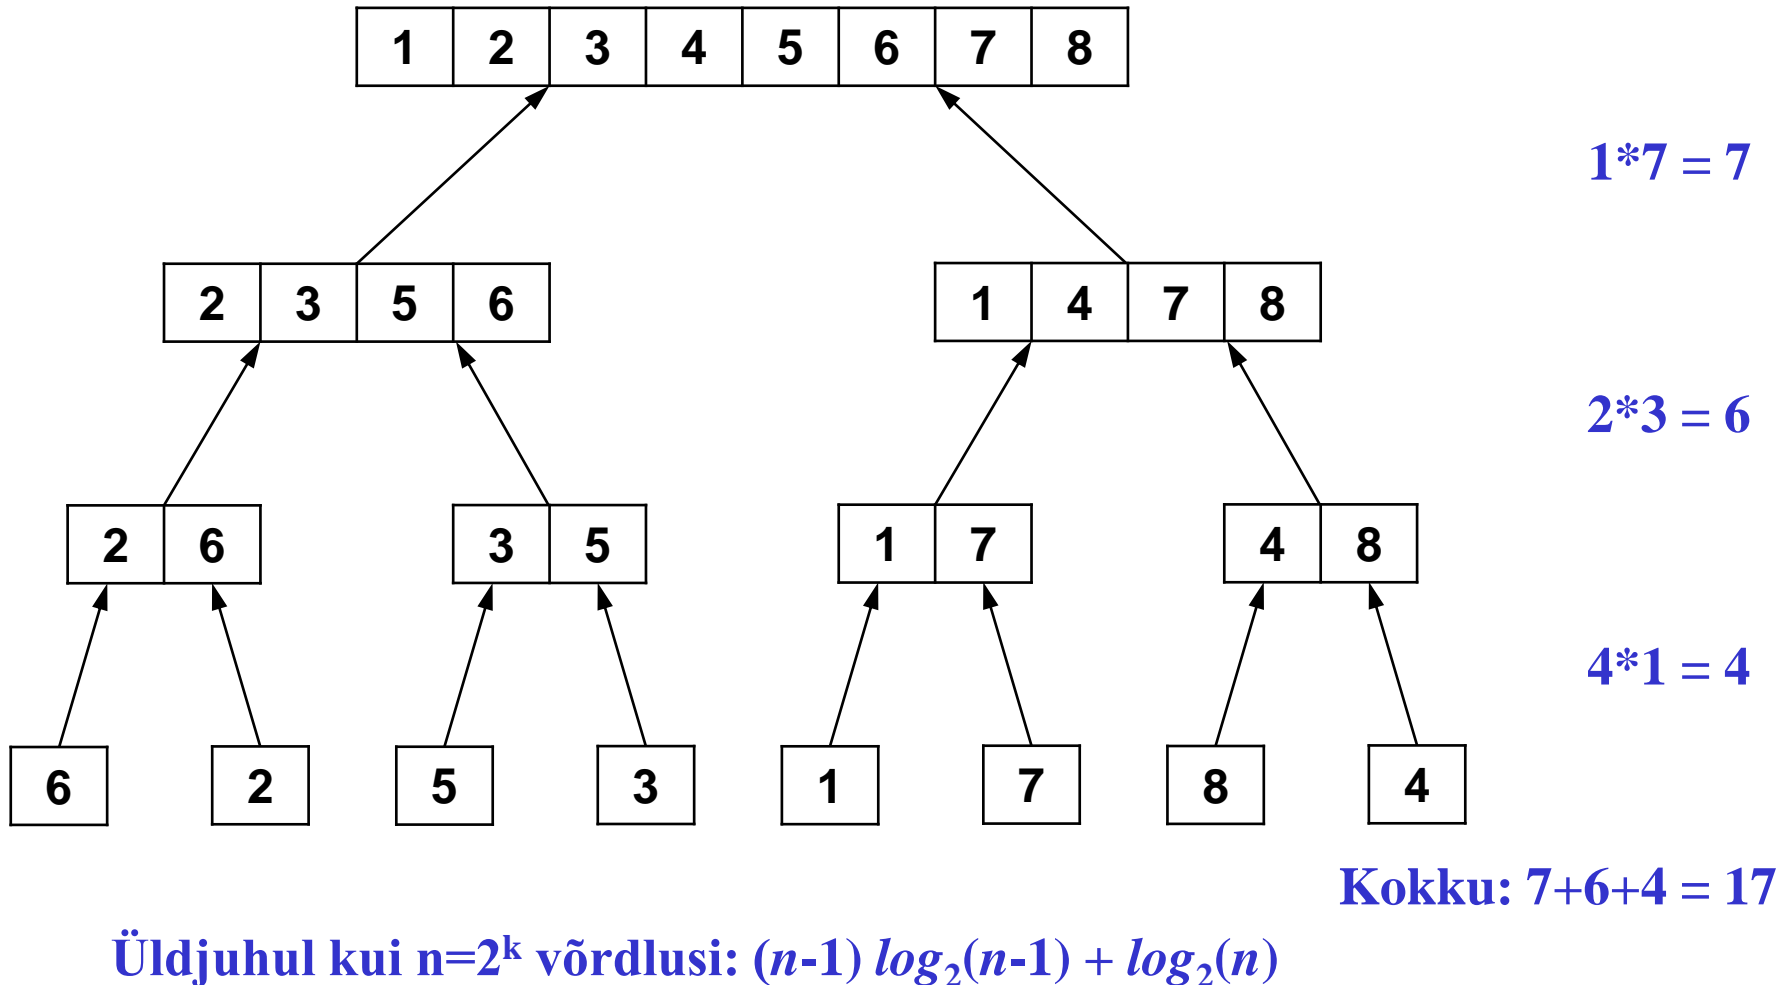 1 2 3 4 5 6 7 8
1*7 = 7
2 3 5 6 1 4 7 8
2*3 = 6
2 6 3 5 1 7 4 8
4*1 = 4
6 2 5 3 1 7 8 4
Kokku: 7+6+4 = 17
Üldjuhul kui n=2ᵏ võrdlusi: (n-1) log₂(n-1) + log₂(n)